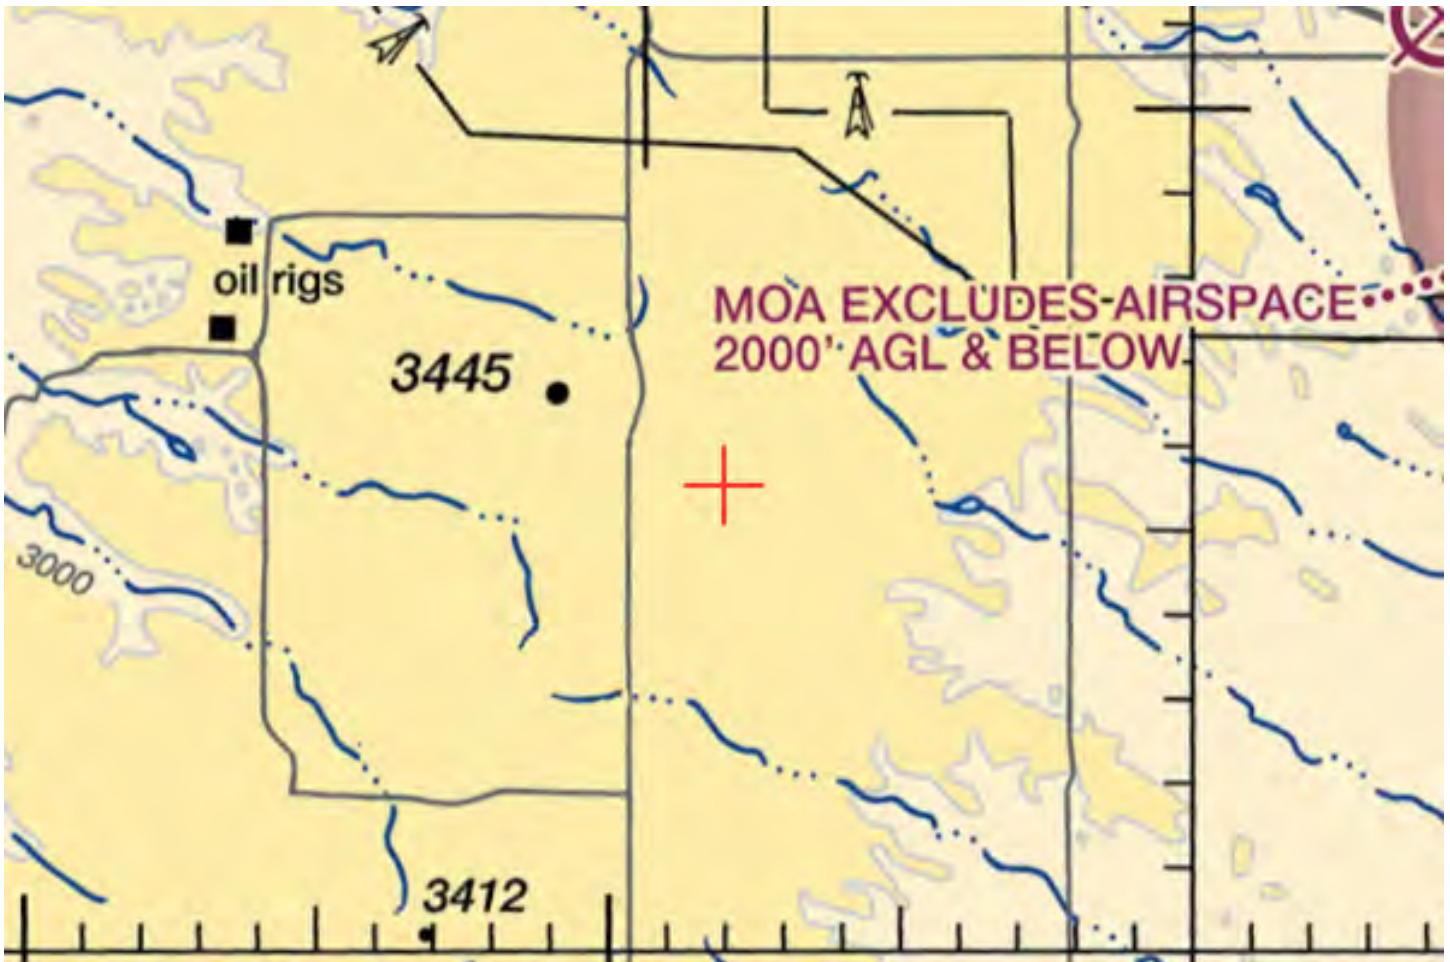 oil rigs
MOA EXCLUDES AIRSPACE
2000' AGL & BELOW
3445
3000
3412